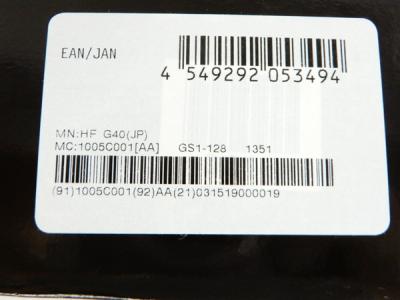 EAN/JAN
4 549292 053494
MN:HF G40(JP)
MC:1005C001[AA] GS1-128 1351
(91)1005C001(92)AA(21)031519000019